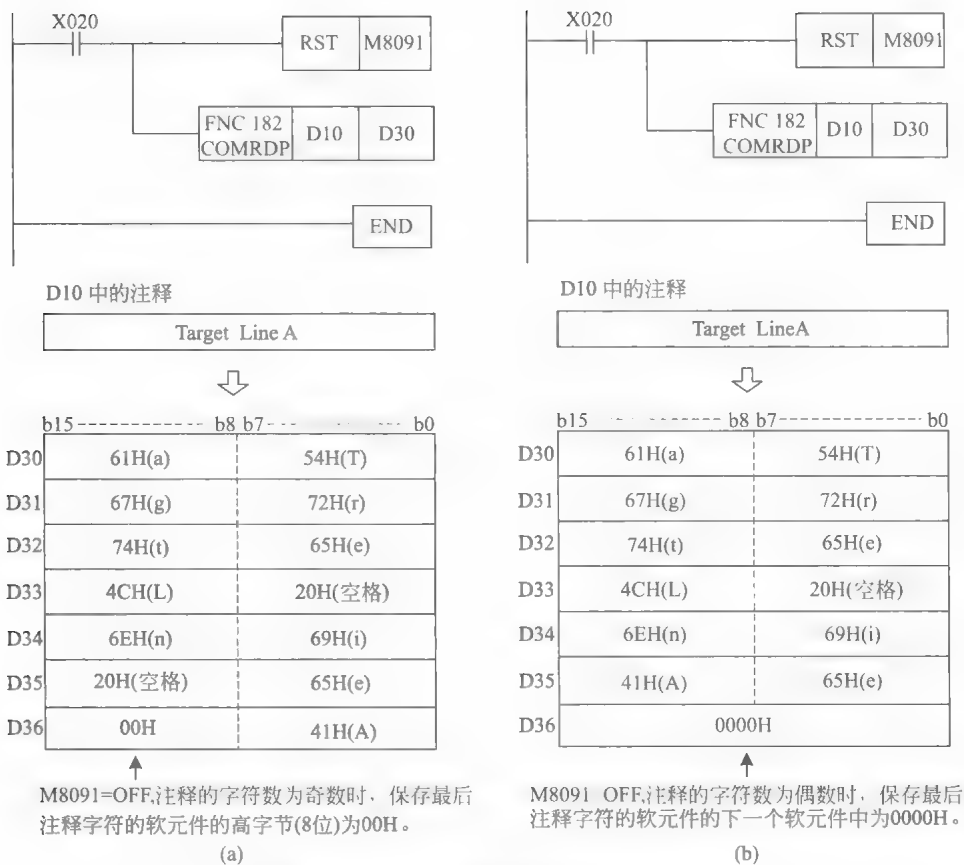 X020
RST M8091
FNC 182 D10 D30
COMRDP
END
D10 中的注释
Target Line A
b15 b8 b7 b0
D30 61H(a) 54H(T)
D31 67H(g) 72H(r)
D32 74H(t) 65H(e)
D33 4CH(L) 20H(空格)
D34 6EH(n) 69H(i)
D35 20H(空格) 65H(e)
D36 00H 41H(A)
M8091=OFF,注释的字符数为奇数时,保存最后
注释字符的软元件的高字节(8位)为00H。
(a)
X020
RST M8091
FNC 182 D10 D30
COMRDP
END
D10 中的注释
Target LineA
b15 b8 b7 b0
D30 61H(a) 54H(T)
D31 67H(g) 72H(r)
D32 74H(t) 65H(e)
D33 4CH(L) 20H(空格)
D34 6EH(n) 69H(i)
D35 41H(A) 65H(e)
D36 0000H
M8091 OFF,注释的字符数为偶数时,保存最后
注释字符的软元件的下一个软元件中为0000H。
(b)